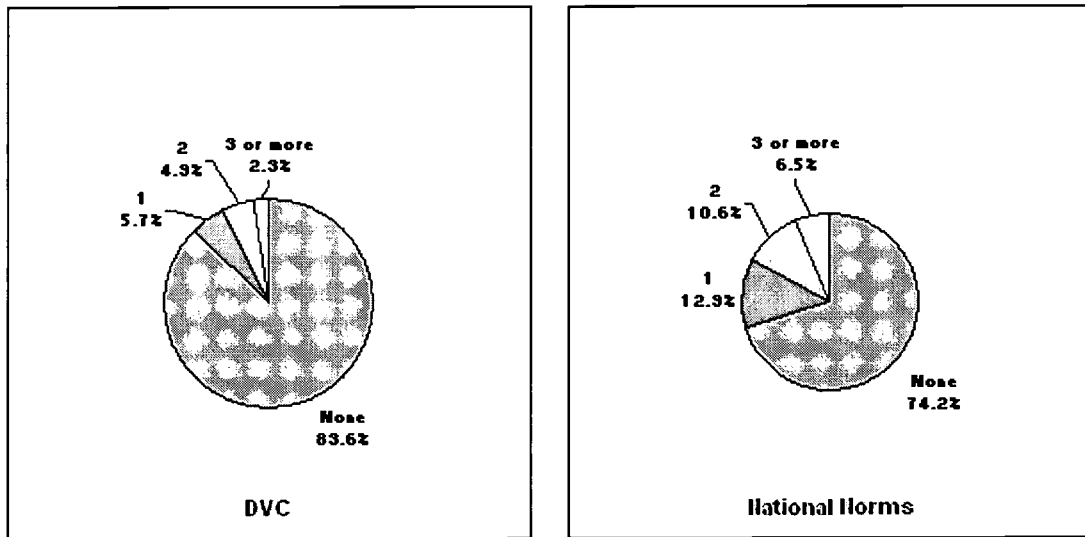 3 or more
2.3%
2
4.9%
1
5.7%
None
83.6%
DVC
3 or more
6.5%
2
10.6%
1
12.9%
None
74.2%
National Norms